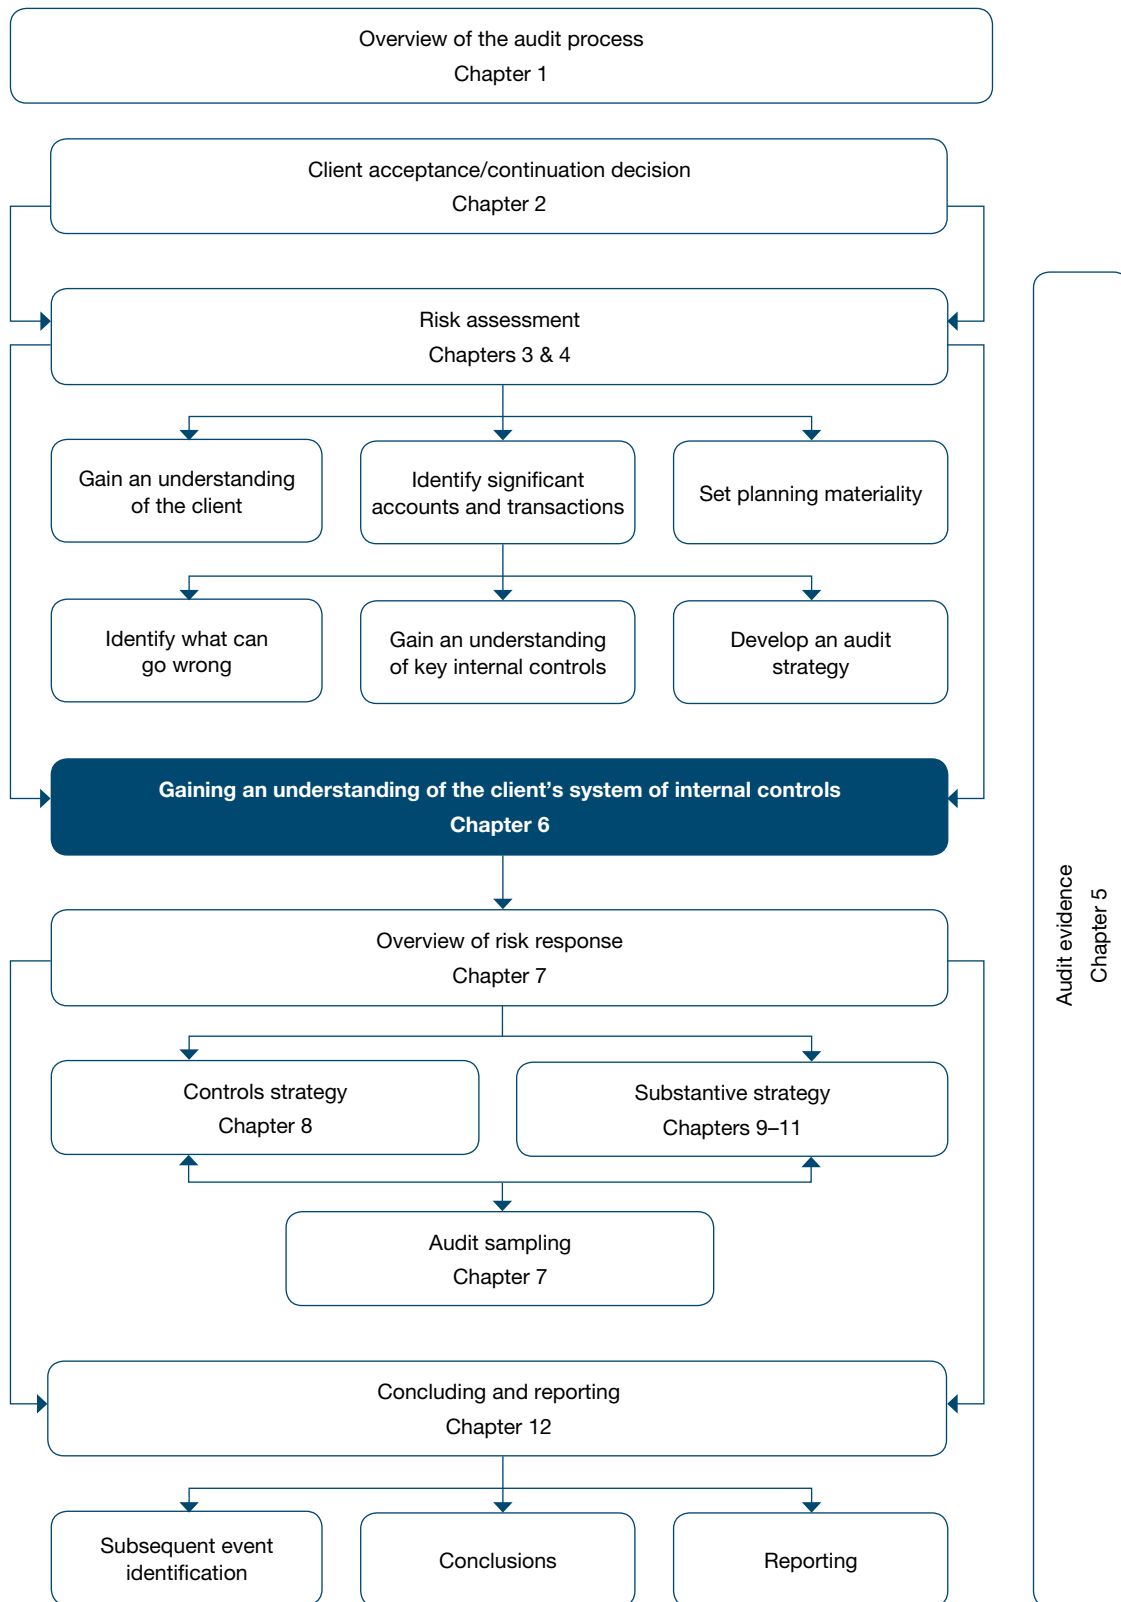 Overview of the audit process
Chapter 1
Client acceptance/continuation decision
Chapter 2
Risk assessment
Chapters 3 & 4
Gain an understanding
of the client
Identify significant
accounts and transactions
Set planning materiality
Identify what can
go wrong
Gain an understanding
of key internal controls
Develop an audit
strategy
Gaining an understanding of the client’s system of internal controls
Chapter 6
Overview of risk response
Chapter 7
Controls strategy
Chapter 8
Substantive strategy
Chapters 9–11
Audit sampling
Chapter 7
Concluding and reporting
Chapter 12
Subsequent event
identification
Conclusions
Reporting
Audit evidence
Chapter 5